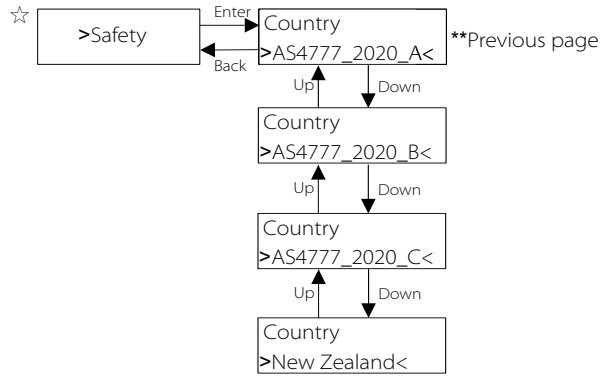 ☆
>Safety
Enter
Back
Country
>AS4777_2020_A<
**Previous page
Up
Down
Country
>AS4777_2020_B<
Up
Down
Country
>AS4777_2020_C<
Up
Down
Country
>New Zealand<